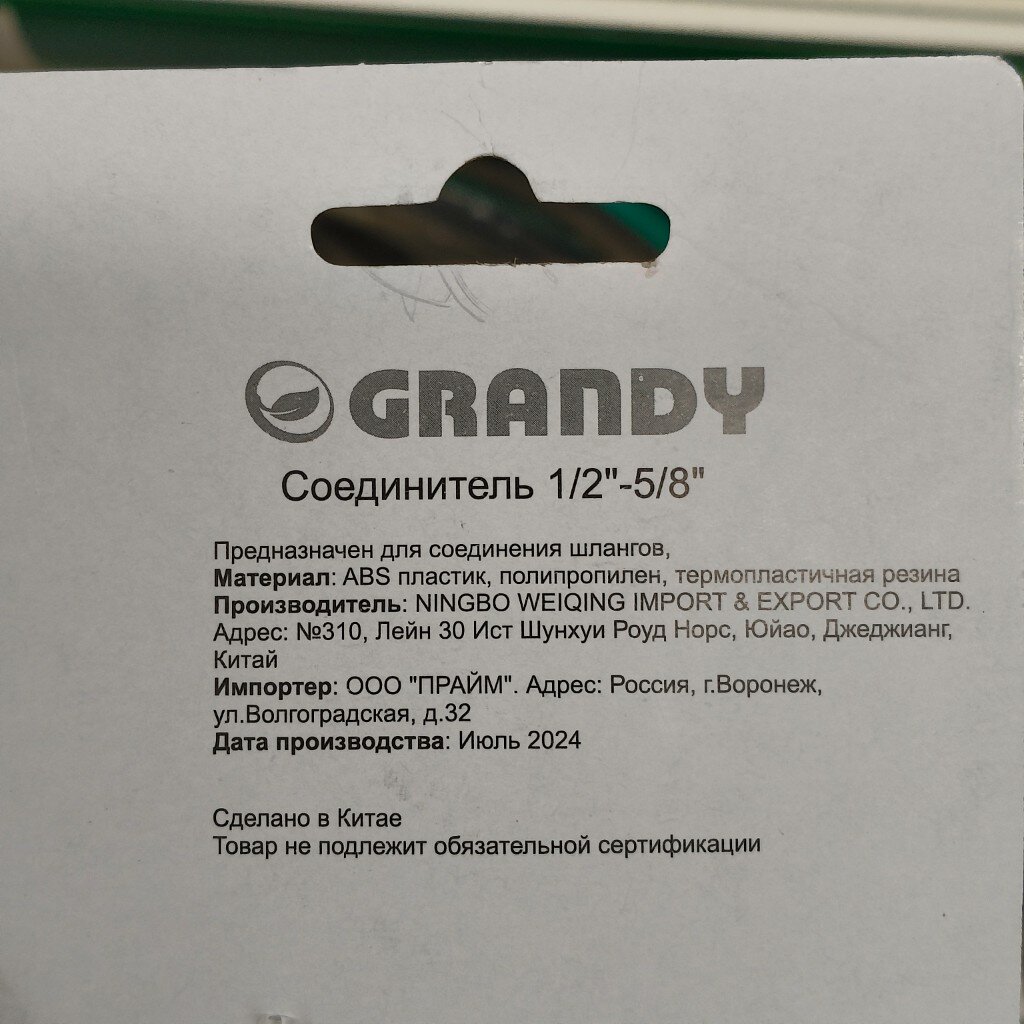 GRANDY
Соединитель 1/2"-5/8"
Предназначен для соединения шлангов,
Материал: ABS пластик, полипропилен, термопластичная резина
Производитель: NINGBO WEIQING IMPORT & EXPORT CO., LTD.
Адрес: №310, Лейн 30 Ист Шунхуи Роуд Норс, Юйао, Джеджианг,
Китай
Импортер: ООО "ПРАЙМ". Адрес: Россия, г.Воронеж,
ул.Волгоградская, д.32
Дата производства: Июль 2024
Сделано в Китае
Товар не подлежит обязательной сертификации